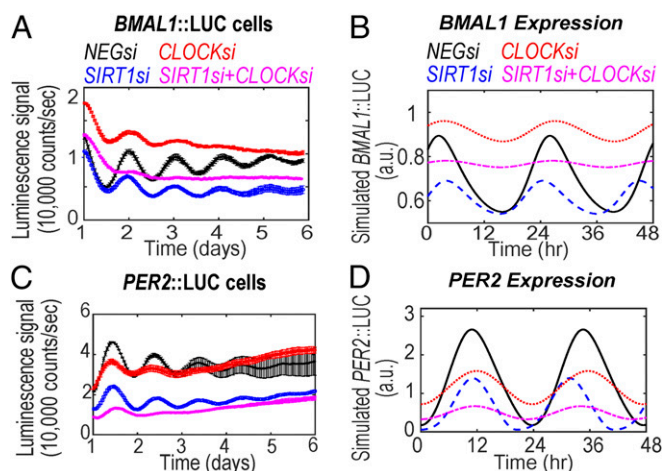 A BMAL1::LUC cells
NEGsi CLOCKsi
SIRT1si SIRT1si+CLOCKsi
Luminescence signal
(10,000 counts/sec)
2
1
0
1 2 3 4 5 6
Time (days)
B BMAL1 Expression
NEGsi CLOCKsi
SIRT1si SIRT1si+CLOCKsi
Simulated BMAL1::LUC
(a.u.)
1
0.8
0.6
0 12 24 36 48
Time (hr)
C PER2::LUC cells
Luminescence signal
(10,000 counts/sec)
6
4
2
0
1 2 3 4 5 6
Time (days)
D PER2 Expression
Simulated PER2::LUC
(a.u.)
3
2
1
0
0 12 24 36 48
Time (hr)